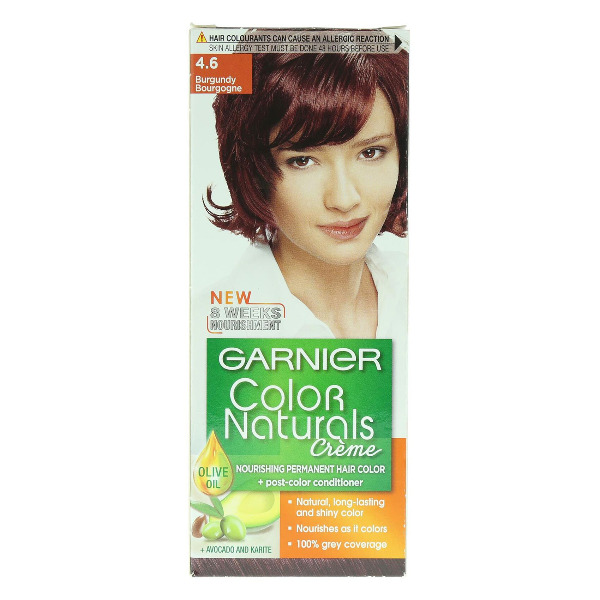 HAIR COLOURANTS CAN CAUSE AN ALLERGIC REACTION
SKIN ALLERGY TEST MUST BE DONE 48 HOURS BEFORE USE
4.6
Burgundy
Bourgogne
NEW
8 WEEKS
NOURISHMENT
GARNIER
Color
Naturals
Crème
NOURISHING PERMANENT HAIR COLOR
+ post-color conditioner
OLIVE
OIL
• Natural, long-lasting
and shiny color
• Nourishes as it colors
• 100% grey coverage
+ AVOCADO AND KARITE